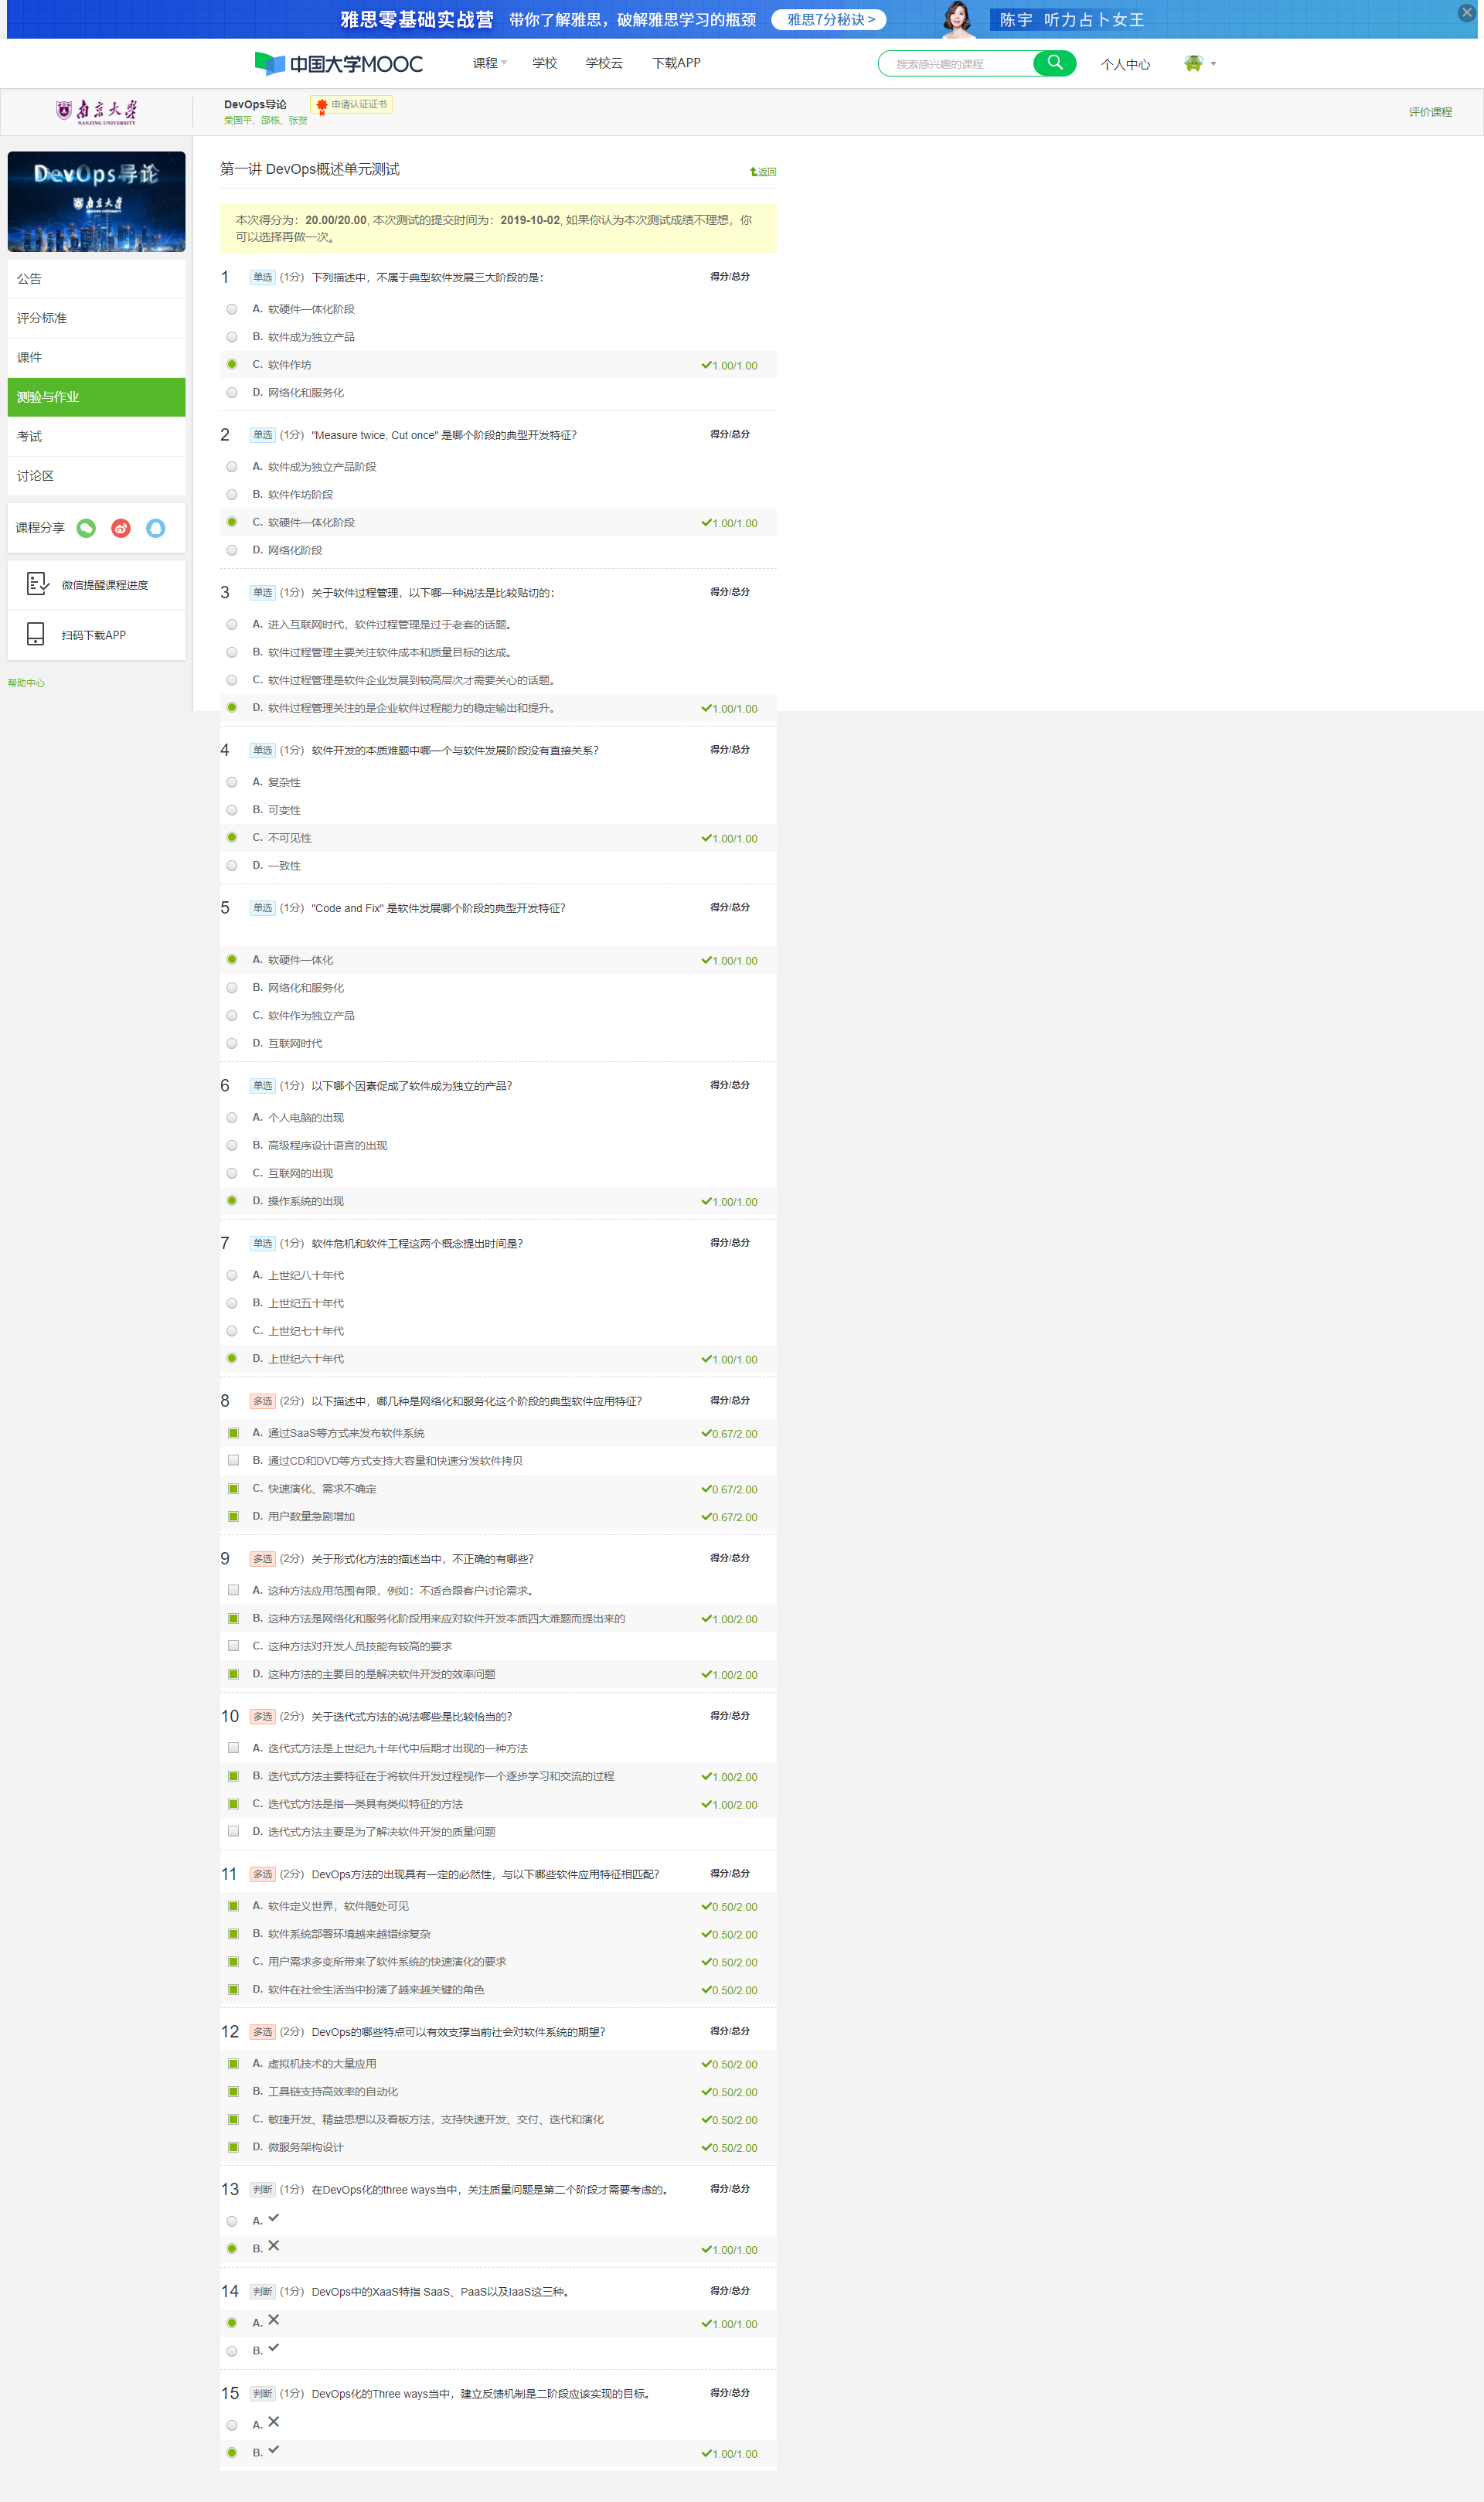 雅思零基础实战营 带你了解雅思，破解雅思学习的瓶颈 雅思7分秘诀 > 陈宇 听力占卜女王
中国大学MOOC 课程 学校 学校云 下载APP 搜索感兴趣的课程 个人中心
南京大学 NANJING UNIVERSITY DevOps导论 申请认证证书
荣国平、邵栋、张贺 评价课程
DevOps导论
南京大学
公告
评分标准
课件
测验与作业
考试
讨论区
课程分享
微信提醒课程进度
扫码下载APP
帮助中心
第一讲 DevOps概述单元测试 返回
本次得分为：20.00/20.00, 本次测试的提交时间为：2019-10-02, 如果你认为本次测试成绩不理想，你
可以选择再做一次。
1 单选 (1分) 下列描述中，不属于典型软件发展三大阶段的是： 得分/总分
A. 软硬件一体化阶段
B. 软件成为独立产品
C. 软件作坊 1.00/1.00
D. 网络化和服务化
2 单选 (1分) "Measure twice, Cut once" 是哪个阶段的典型开发特征？ 得分/总分
A. 软件成为独立产品阶段
B. 软件作坊阶段
C. 软硬件一体化阶段 1.00/1.00
D. 网络化阶段
3 单选 (1分) 关于软件过程管理，以下哪一种说法是比较贴切的： 得分/总分
A. 进入互联网时代，软件过程管理是过于老套的话题。
B. 软件过程管理主要关注软件成本和质量目标的达成。
C. 软件过程管理是软件企业发展到较高层次才需要关心的话题。
D. 软件过程管理关注的是企业软件过程能力的稳定输出和提升。 1.00/1.00
4 单选 (1分) 软件开发的本质难题中哪一个与软件发展阶段没有直接关系？ 得分/总分
A. 复杂性
B. 可变性
C. 不可见性 1.00/1.00
D. 一致性
5 单选 (1分) "Code and Fix" 是软件发展哪个阶段的典型开发特征？ 得分/总分
A. 软硬件一体化 1.00/1.00
B. 网络化和服务化
C. 软件作为独立产品
D. 互联网时代
6 单选 (1分) 以下哪个因素促成了软件成为独立的产品？ 得分/总分
A. 个人电脑的出现
B. 高级程序设计语言的出现
C. 互联网的出现
D. 操作系统的出现 1.00/1.00
7 单选 (1分) 软件危机和软件工程这两个概念提出时间是？ 得分/总分
A. 上世纪八十年代
B. 上世纪五十年代
C. 上世纪七十年代
D. 上世纪六十年代 1.00/1.00
8 多选 (2分) 以下描述中，哪几种是网络化和服务化这个阶段的典型软件应用特征？ 得分/总分
A. 通过SaaS等方式来发布软件系统 0.67/2.00
B. 通过CD和DVD等方式支持大容量和快速分发软件拷贝
C. 快速演化、需求不确定 0.67/2.00
D. 用户数量急剧增加 0.67/2.00
9 多选 (2分) 关于形式化方法的描述当中，不正确的有哪些？ 得分/总分
A. 这种方法应用范围有限，例如：不适合跟客户讨论需求。
B. 这种方法是网络化和服务化阶段用来应对软件开发本质四大难题而提出来的 1.00/2.00
C. 这种方法对开发人员技能有较高的要求
D. 这种方法的主要目的是解决软件开发的效率问题 1.00/2.00
10 多选 (2分) 关于迭代式方法的说法哪些是比较恰当的？ 得分/总分
A. 迭代式方法是上世纪九十年代中后期才出现的一种方法
B. 迭代式方法主要特征在于将软件开发过程视作一个逐步学习和交流的过程 1.00/2.00
C. 迭代式方法是指一类具有类似特征的方法 1.00/2.00
D. 迭代式方法主要是为了解决软件开发的质量问题
11 多选 (2分) DevOps方法的出现具有一定的必然性，与以下哪些软件应用特征相匹配？ 得分/总分
A. 软件定义世界，软件随处可见 0.50/2.00
B. 软件系统部署环境越来越错综复杂 0.50/2.00
C. 用户需求多变所带来了软件系统的快速演化的要求 0.50/2.00
D. 软件在社会生活当中扮演了越来越关键的角色 0.50/2.00
12 多选 (2分) DevOps的哪些特点可以有效支撑当前社会对软件系统的期望？ 得分/总分
A. 虚拟机技术的大量应用 0.50/2.00
B. 工具链支持高效率的自动化 0.50/2.00
C. 敏捷开发、精益思想以及看板方法，支持快速开发、交付、迭代和演化 0.50/2.00
D. 微服务架构设计 0.50/2.00
13 判断 (1分) 在DevOps化的three ways当中，关注质量问题是第二个阶段才需要考虑的。 得分/总分
A.
B. 1.00/1.00
14 判断 (1分) DevOps中的XaaS特指 SaaS、PaaS以及IaaS这三种。 得分/总分
A. 1.00/1.00
B.
15 判断 (1分) DevOps化的Three ways当中，建立反馈机制是二阶段应该实现的目标。 得分/总分
A.
B. 1.00/1.00